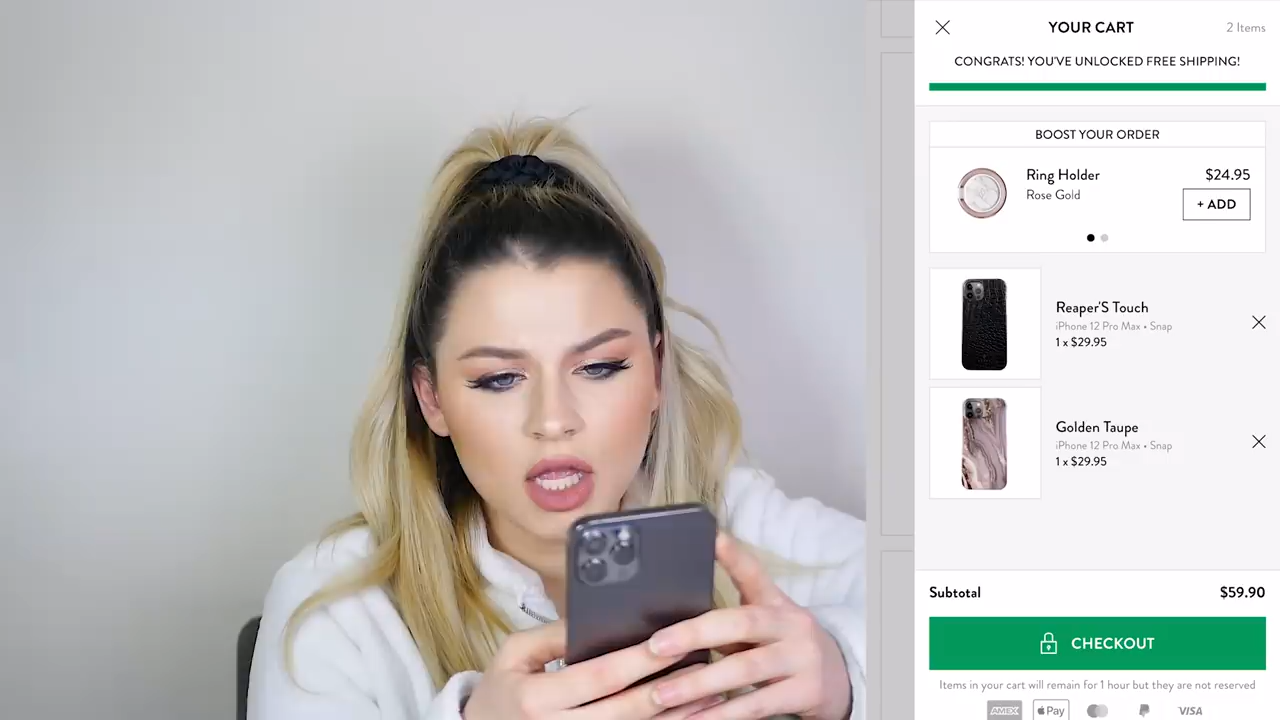 YOUR CART
2 Items
CONGRATS! YOU'VE UNLOCKED FREE SHIPPING!
BOOST YOUR ORDER
Ring Holder
$24.95
Rose Gold
+ ADD
Reaper'S Touch
iPhone 12 Pro Max • Snap
1 x $29.95
Golden Taupe
iPhone 12 Pro Max • Snap
1 x $29.95
Subtotal
$59.90
CHECKOUT
Items in your cart will remain for 1 hour but they are not reserved
AMEX
Pay
VISA